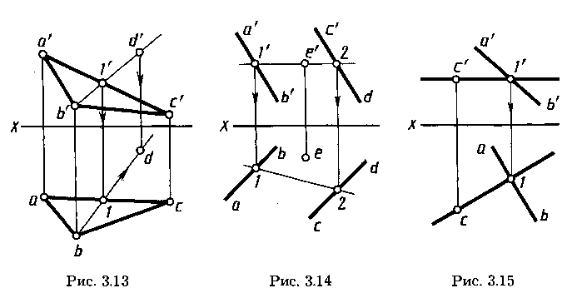 a' 1' d' b' c' X d a 1 c b
a' c' 1' e' 2 b' d X b e d 1 2 a c
a' c' 1' b' X a 1 c b
Рис. 3.13 Рис. 3.14 Рис. 3.15